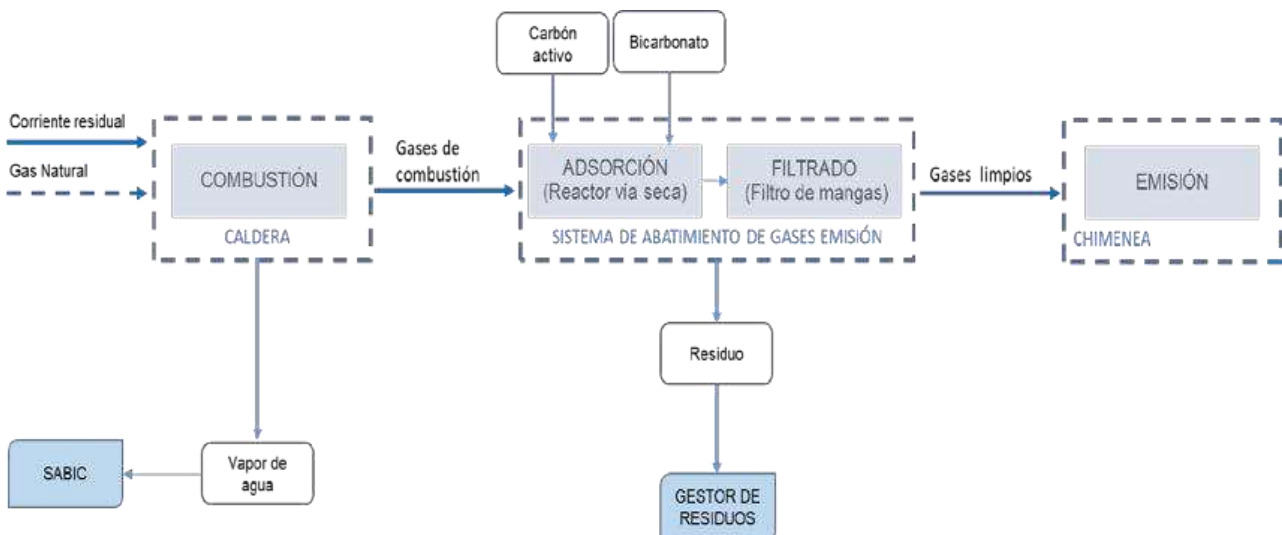 Carbón
activo
Bicarbonato
Corriente residual
Gas Natural
COMBUSTIÓN
CALDERA
Gases de
combustión
ADSORCIÓN
(Reactor via seca)
FILTRADO
(Filtro de mangas)
SISTEMA DE ABATIMIENTO DE GASES EMISIÓN
Gases limpios
EMISIÓN
CHIMENEA
Residuo
SABIC
Vapor de
agua
GESTOR DE
RESIDUOS